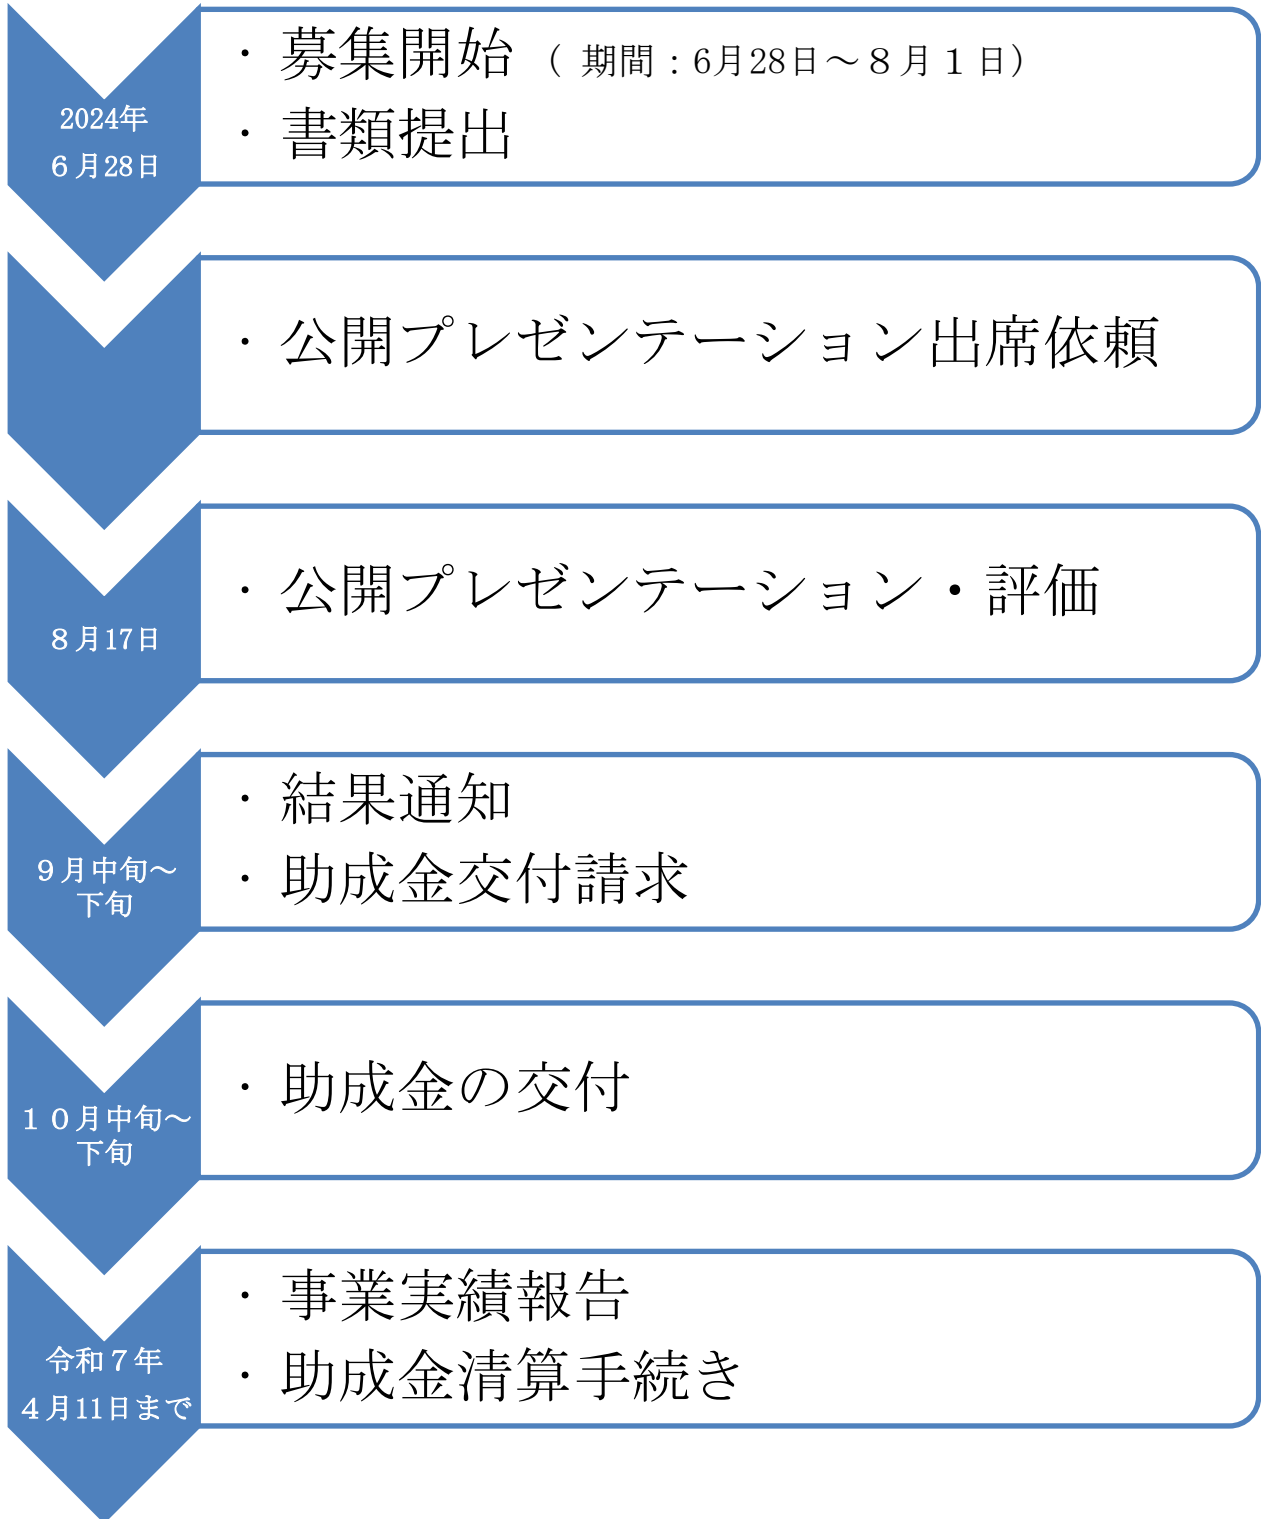 2024年
６月28日
・募集開始（ 期間：6月28日～８月１日）
・書類提出
・公開プレゼンテーション出席依頼
８月17日
・公開プレゼンテーション・評価
９月中旬～
下旬
・結果通知
・助成金交付請求
１０月中旬～
下旬
・助成金の交付
令和７年
４月11日まで
・事業実績報告
・助成金清算手続き